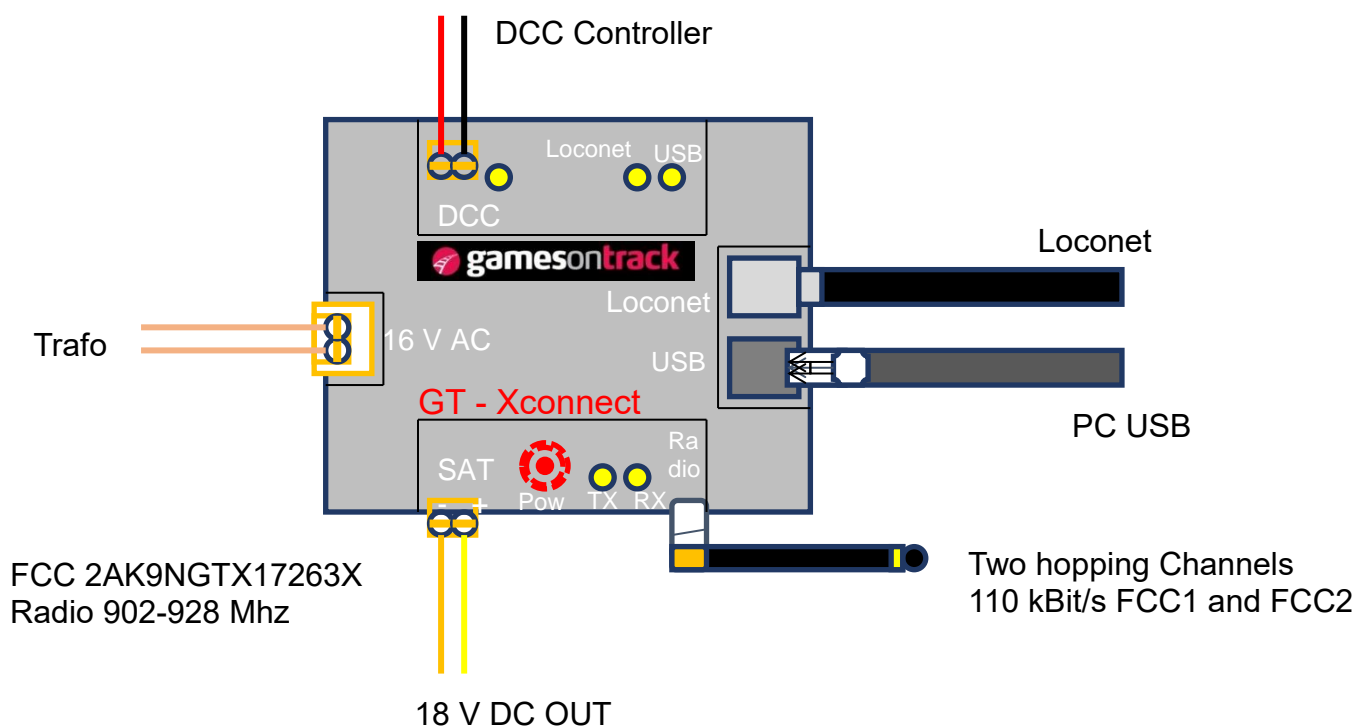 DCC Controller
Loconet USB
DCC
gamesontrack
Loconet
Loconet
Trafo
16 V AC
USB
GT - Xconnect
PC USB
Ra
dio
SAT
- +
Pow TX RX
FCC 2AK9NGTX17263X
Radio 902-928 Mhz
Two hopping Channels
110 kBit/s FCC1 and FCC2
18 V DC OUT